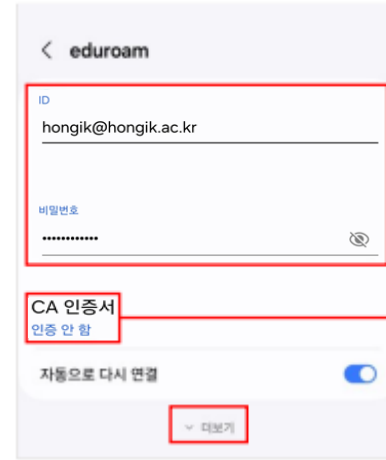 eduroam
ID
hongik@hongik.ac.kr
비밀번호
••••••••••••
CA 인증서
인증 안 함
자동으로 다시 연결
더보기